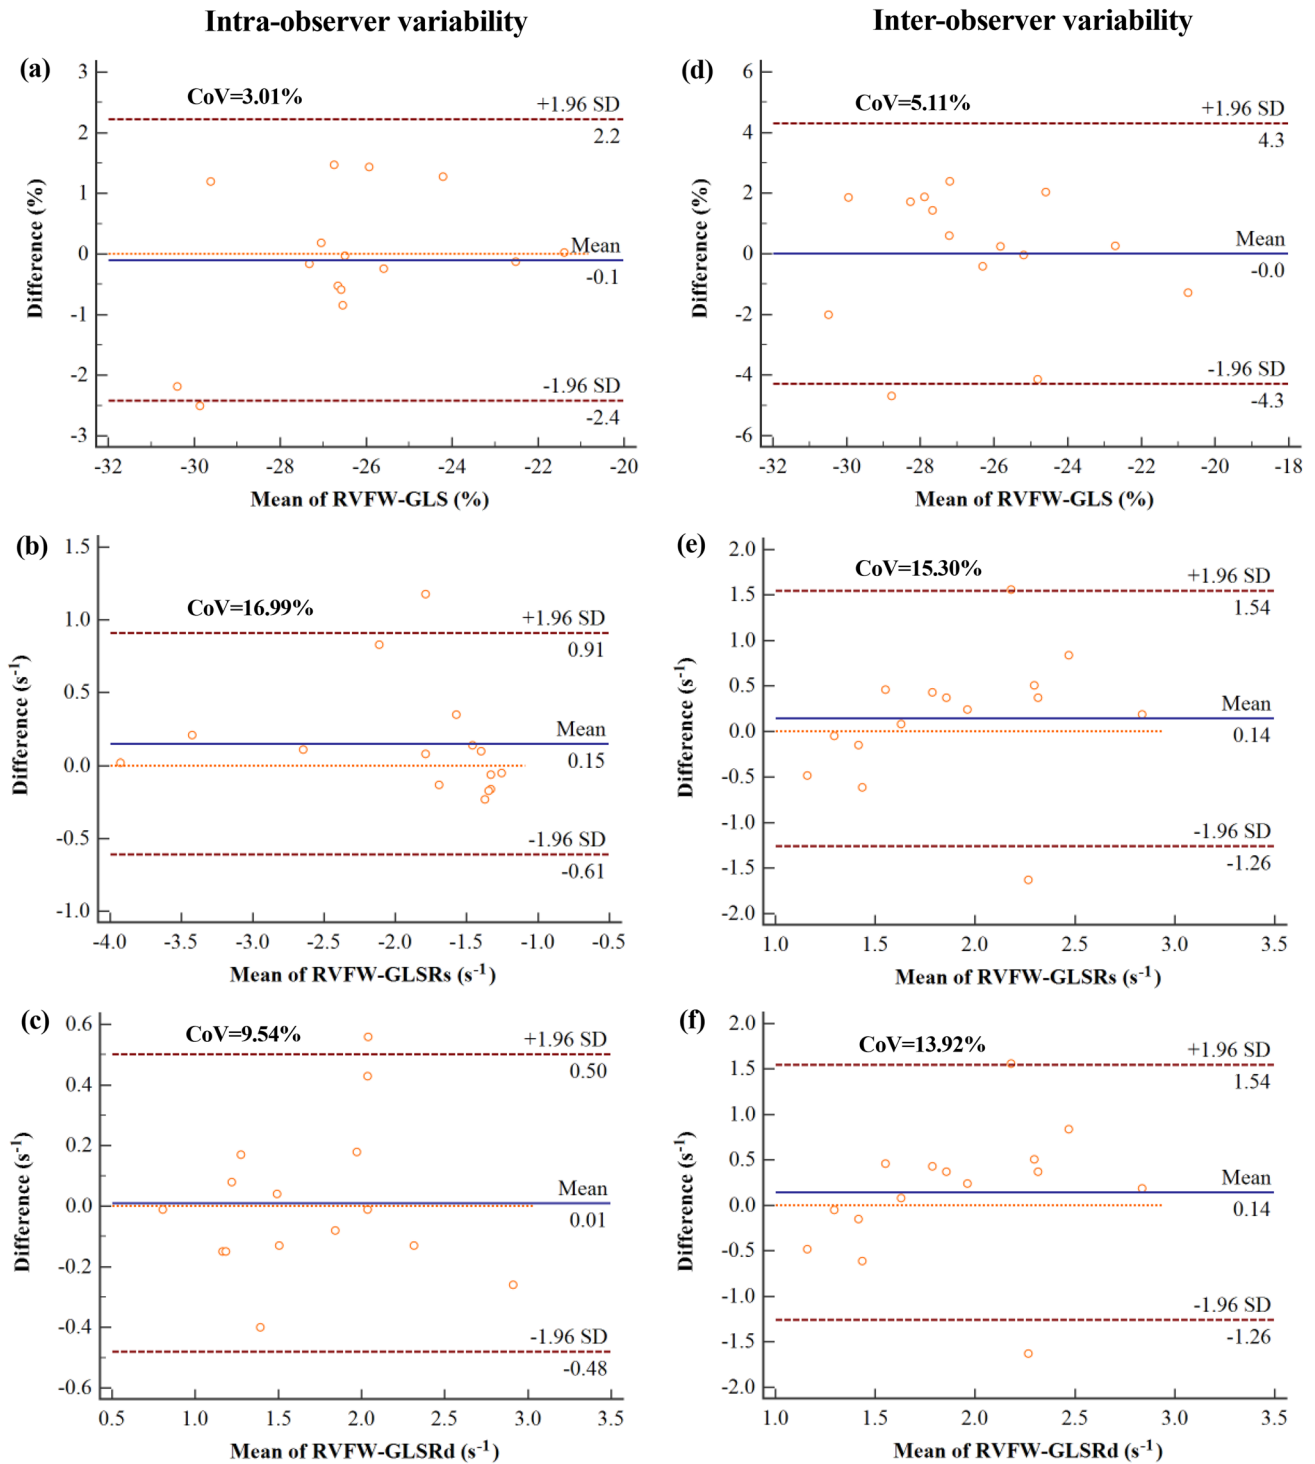 Intra-observer variability
Inter-observer variability
(a)
3
2
1
0
-1
-2
-3
Difference (%)
CoV=3.01%
+1.96 SD
2.2
Mean
-0.1
-1.96 SD
-2.4
-32 -30 -28 -26 -24 -22 -20
Mean of RVFW-GLS (%)
(d)
6
4
2
0
-2
-4
-6
Difference (%)
CoV=5.11%
+1.96 SD
4.3
Mean
-0.0
-1.96 SD
-4.3
-32 -30 -28 -26 -24 -22 -20 -18
Mean of RVFW-GLS (%)
(b)
1.5
1.0
0.5
0.0
-0.5
-1.0
Difference (s⁻¹)
CoV=16.99%
+1.96 SD
0.91
Mean
0.15
-1.96 SD
-0.61
-4.0 -3.5 -3.0 -2.5 -2.0 -1.5 -1.0 -0.5
Mean of RVFW-GLSRs (s⁻¹)
(e)
2.0
1.5
1.0
0.5
0.0
-0.5
-1.0
-1.5
-2.0
Difference (s⁻¹)
CoV=15.30%
+1.96 SD
1.54
Mean
0.14
-1.96 SD
-1.26
1.0 1.5 2.0 2.5 3.0 3.5
Mean of RVFW-GLSRs (s⁻¹)
(c)
0.6
0.4
0.2
0.0
-0.2
-0.4
-0.6
Difference (s⁻¹)
CoV=9.54%
+1.96 SD
0.50
Mean
0.01
-1.96 SD
-0.48
0.5 1.0 1.5 2.0 2.5 3.0 3.5
Mean of RVFW-GLSRd (s⁻¹)
(f)
2.0
1.5
1.0
0.5
0.0
-0.5
-1.0
-1.5
-2.0
Difference (s⁻¹)
CoV=13.92%
+1.96 SD
1.54
Mean
0.14
-1.96 SD
-1.26
1.0 1.5 2.0 2.5 3.0 3.5
Mean of RVFW-GLSRd (s⁻¹)